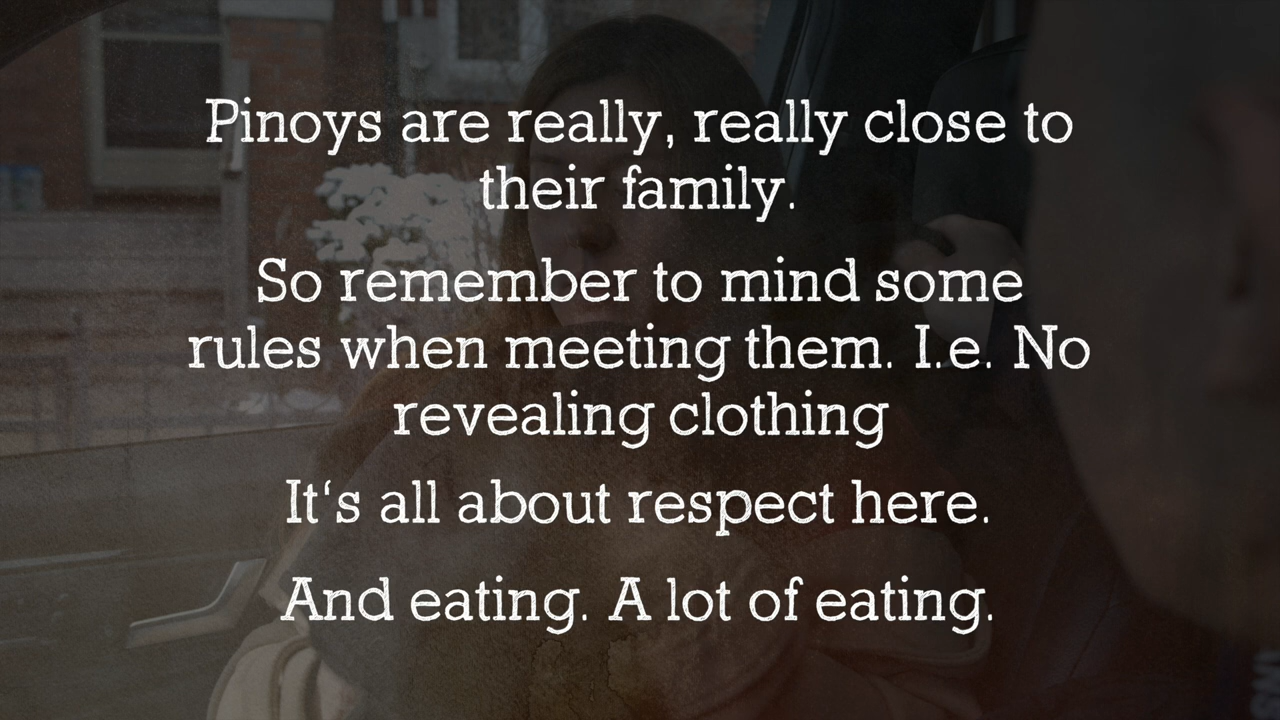 Pinoys are really, really close to
their family.
So remember to mind some
rules when meeting them. I.e. No
revealing clothing
It‘s all about respect here.
And eating. A lot of eating.